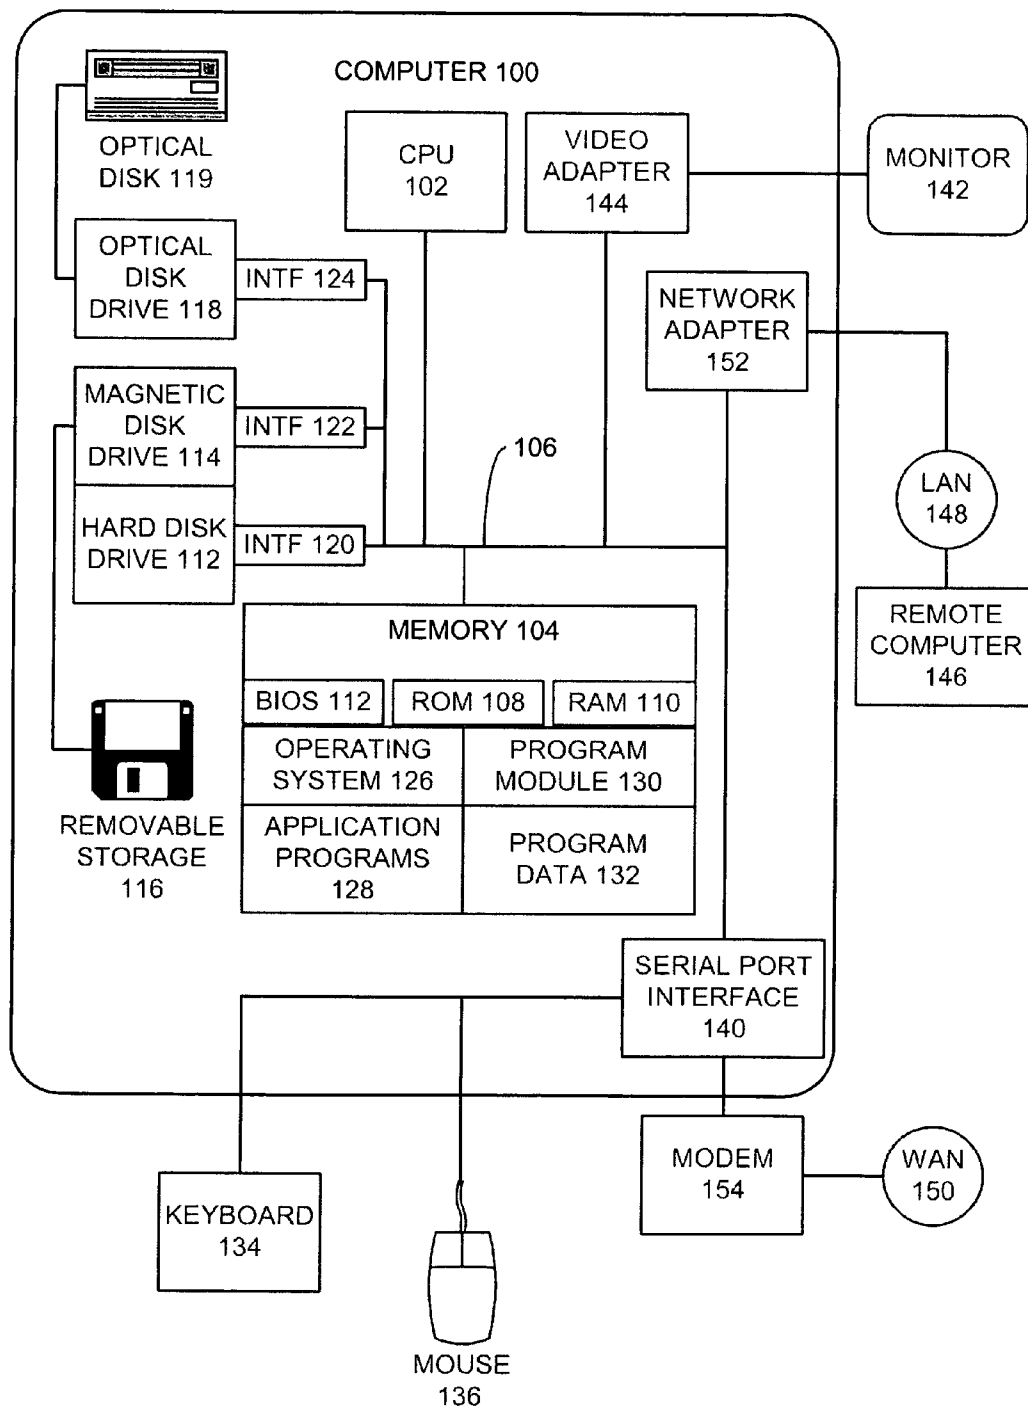 COMPUTER 100
OPTICAL
DISK 119
CPU
102
VIDEO
ADAPTER
144
MONITOR
142
OPTICAL
DISK
DRIVE 118
INTF 124
NETWORK
ADAPTER
152
MAGNETIC
DISK
DRIVE 114
INTF 122
106
LAN
148
HARD DISK
DRIVE 112
INTF 120
REMOTE
COMPUTER
146
MEMORY 104
BIOS 112
ROM 108
RAM 110
OPERATING
SYSTEM 126
PROGRAM
MODULE 130
REMOVABLE
STORAGE
116
APPLICATION
PROGRAMS
128
PROGRAM
DATA 132
SERIAL PORT
INTERFACE
140
KEYBOARD
134
MODEM
154
WAN
150
MOUSE
136